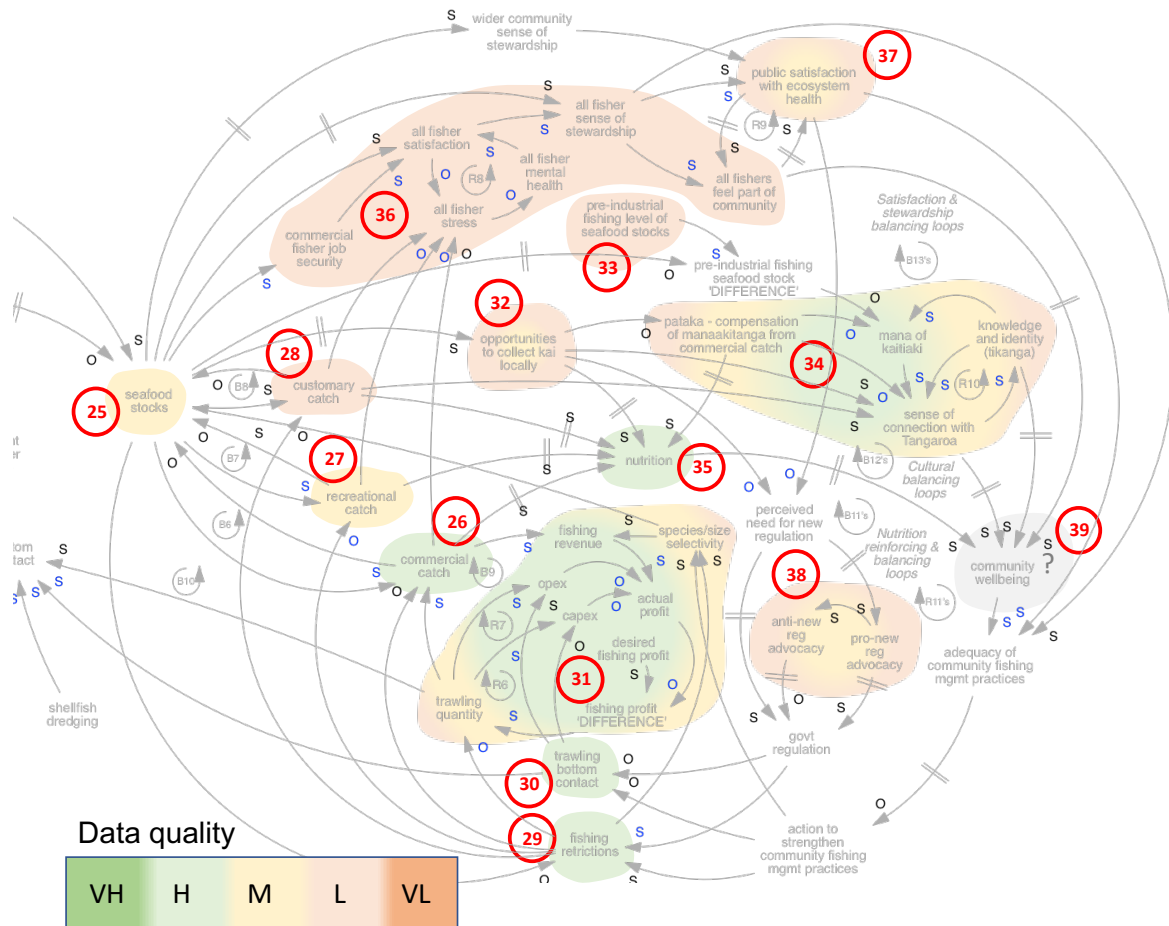 S
wider community
sense of
stewardship
37
public satisfaction
with ecosystem
health
S
S
S
all fisher
sense of
stewardship
all fisher
satisfaction
S
S
R9
S
S
all fisher
mental
health
S
R8
O
S
O
S
all fishers
feel part of
community
36
all fisher
stress
pre-industrial
fishing level of
seafood stocks
Satisfaction &
stewardship
balancing loops
commercial
fisher job
security
O
O
O
33
S
O
pre-industrial fishing
seafood stock
'DIFFERENCE'
B13's
S
32
O
S
O
28
S
opportunities
to collect kai
locally
O
pataka - compensation
of manaakitanga from
commercial catch
O
mana of
kaitiaki
S
knowledge
and identity
(tikanga)
34
O
B8
S
customary
catch
25
seafood
stocks
S
S
S
R10
S
O
S
sense of
connection with
Tangaroa
O
S
O
S
S
S
27
B7
O
nutrition
35
B12's
Cultural
balancing
loops
S
recreational
catch
S
O
O
26
S
fishing
revenue
S
species/size
selectivity
perceived
need for new
regulation
B11's
B6
O
S
Nutrition
reinforcing &
balancing
loops
S
S
S
39
tom
ntact
S
commercial
catch
B9
S
S
community
wellbeing
?
S
S
S
B10
S
O
opex
O
actual
profit
38
R11's
S
S
S
capex
O
anti-new
reg
advocacy
S
S
pro-new
reg
advocacy
S
S
R7
S
O
desired
fishing profit
S
adequacy of
community fishing
mgmt practices
shellfish
dredging
R6
31
S
O
trawling
quantity
S
fishing profit
'DIFFERENCE'
S
O
S
govt
regulation
O
trawling
bottom
contact
O
O
30
29
fishing
retrictions
S
O
action to
strengthen
community fishing
mgmt practices
O
S
Data quality
VH H M L VL